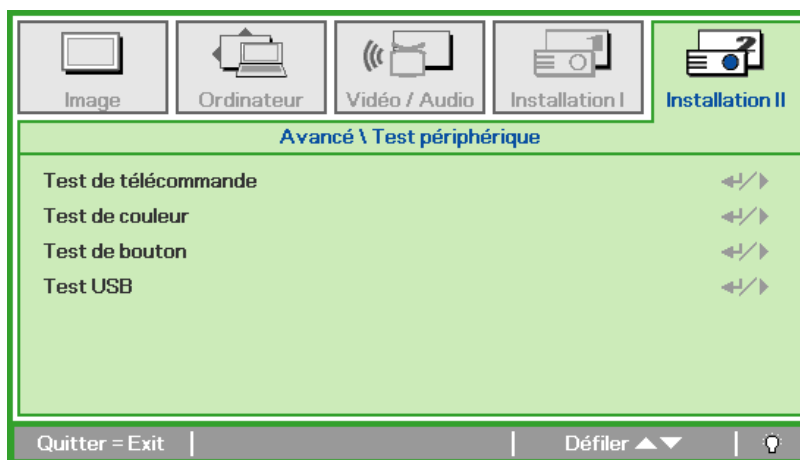 Image
Ordinateur
Vidéo / Audio
Installation I
2
Installation II
Avancé \ Test périphérique
Test de télécommande
Test de couleur
Test de bouton
Test USB
Quitter = Exit
Défiler